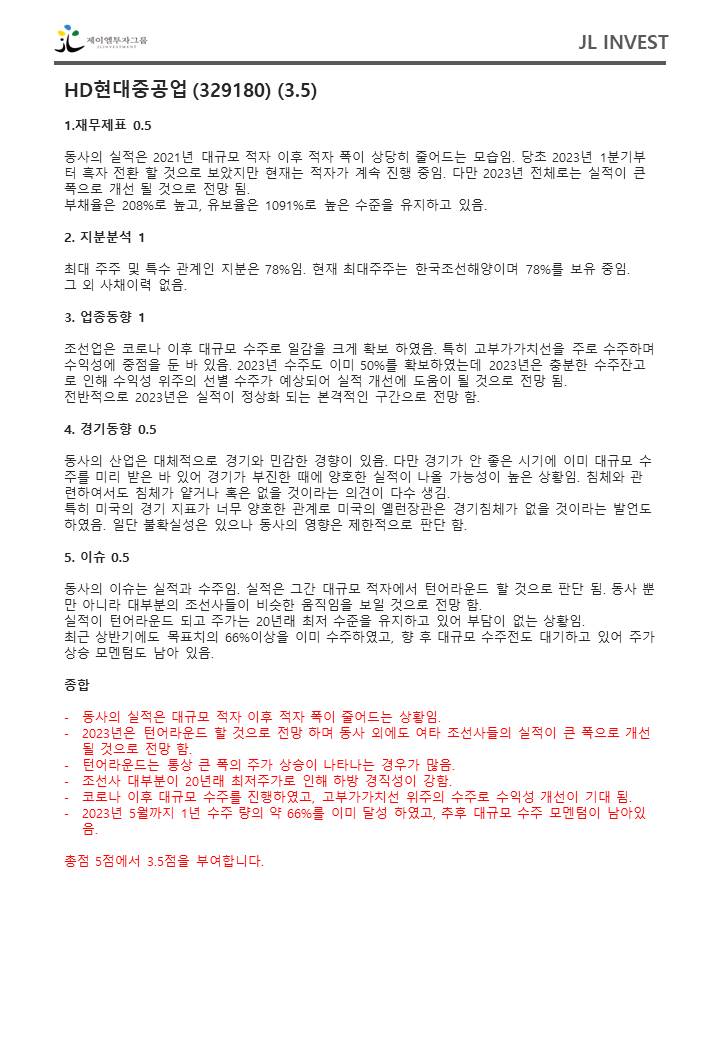 제이엘투자그룹
JL INVESTMENT
JL INVEST
HD현대중공업 (329180) (3.5)
1.재무제표 0.5
동사의 실적은 2021년 대규모 적자 이후 적자 폭이 상당히 줄어드는 모습임. 당초 2023년 1분기부
터 흑자 전환 할 것으로 보았지만 현재는 적자가 계속 진행 중임. 다만 2023년 전체로는 실적이 큰
폭으로 개선 될 것으로 전망 됨.
부채율은 208%로 높고, 유보율은 1091%로 높은 수준을 유지하고 있음.
2. 지분분석 1
최대 주주 및 특수 관계인 지분은 78%임. 현재 최대주주는 한국조선해양이며 78%를 보유 중임.
그 외 사채이력 없음.
3. 업종동향 1
조선업은 코로나 이후 대규모 수주로 일감을 크게 확보 하였음. 특히 고부가가치선을 주로 수주하며
수익성에 중점을 둔 바 있음. 2023년 수주도 이미 50%를 확보하였는데 2023년은 충분한 수주잔고
로 인해 수익성 위주의 선별 수주가 예상되어 실적 개선에 도움이 될 것으로 전망 됨.
전반적으로 2023년은 실적이 정상화 되는 본격적인 구간으로 전망 함.
4. 경기동향 0.5
동사의 산업은 대체적으로 경기와 민감한 경향이 있음. 다만 경기가 안 좋은 시기에 이미 대규모 수
주를 미리 받은 바 있어 경기가 부진한 때에 양호한 실적이 나올 가능성이 높은 상황임. 침체와 관
련하여서도 침체가 얕거나 혹은 없을 것이라는 의견이 다수 생김.
특히 미국의 경기 지표가 너무 양호한 관계로 미국의 옐런장관은 경기침체가 없을 것이라는 발언도
하였음. 일단 불확실성은 있으나 동사의 영향은 제한적으로 판단 함.
5. 이슈 0.5
동사의 이슈는 실적과 수주임. 실적은 그간 대규모 적자에서 턴어라운드 할 것으로 판단 됨. 동사 뿐
만 아니라 대부분의 조선사들이 비슷한 움직임을 보일 것으로 전망 함.
실적이 턴어라운드 되고 주가는 20년래 최저 수준을 유지하고 있어 부담이 없는 상황임.
최근 상반기에도 목표치의 66%이상을 이미 수주하였고, 향 후 대규모 수주전도 대기하고 있어 주가
상승 모멘텀도 남아 있음.
종합
- 동사의 실적은 대규모 적자 이후 적자 폭이 줄어드는 상황임.
- 2023년은 턴어라운드 할 것으로 전망 하며 동사 외에도 여타 조선사들의 실적이 큰 폭으로 개선
될 것으로 전망 함.
- 턴어라운드는 통상 큰 폭의 주가 상승이 나타나는 경우가 많음.
- 조선사 대부분이 20년래 최저주가로 인해 하방 경직성이 강함.
- 코로나 이후 대규모 수주를 진행하였고, 고부가가치선 위주의 수주로 수익성 개선이 기대 됨.
- 2023년 5월까지 1년 수주 량의 약 66%를 이미 달성 하였고, 추후 대규모 수주 모멘텀이 남아있
음.
총점 5점에서 3.5점을 부여합니다.